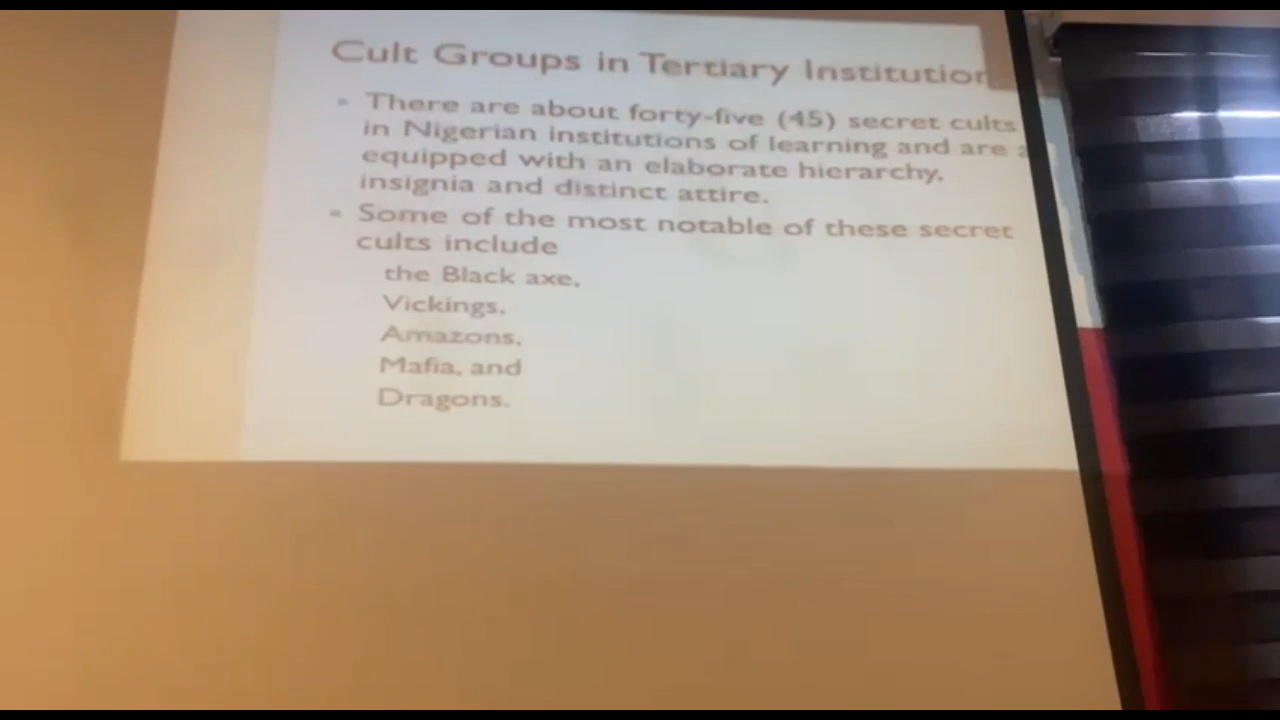 Cult Groups in Tertiary Institution
There are about forty-five (45) secret cults
in Nigerian institutions of learning and are
equipped with an elaborate hierarchy,
insignia and distinct attire.
Some of the most notable of these secret
cults include
the Black axe,
Vickings,
Amazons,
Mafia, and
Dragons.